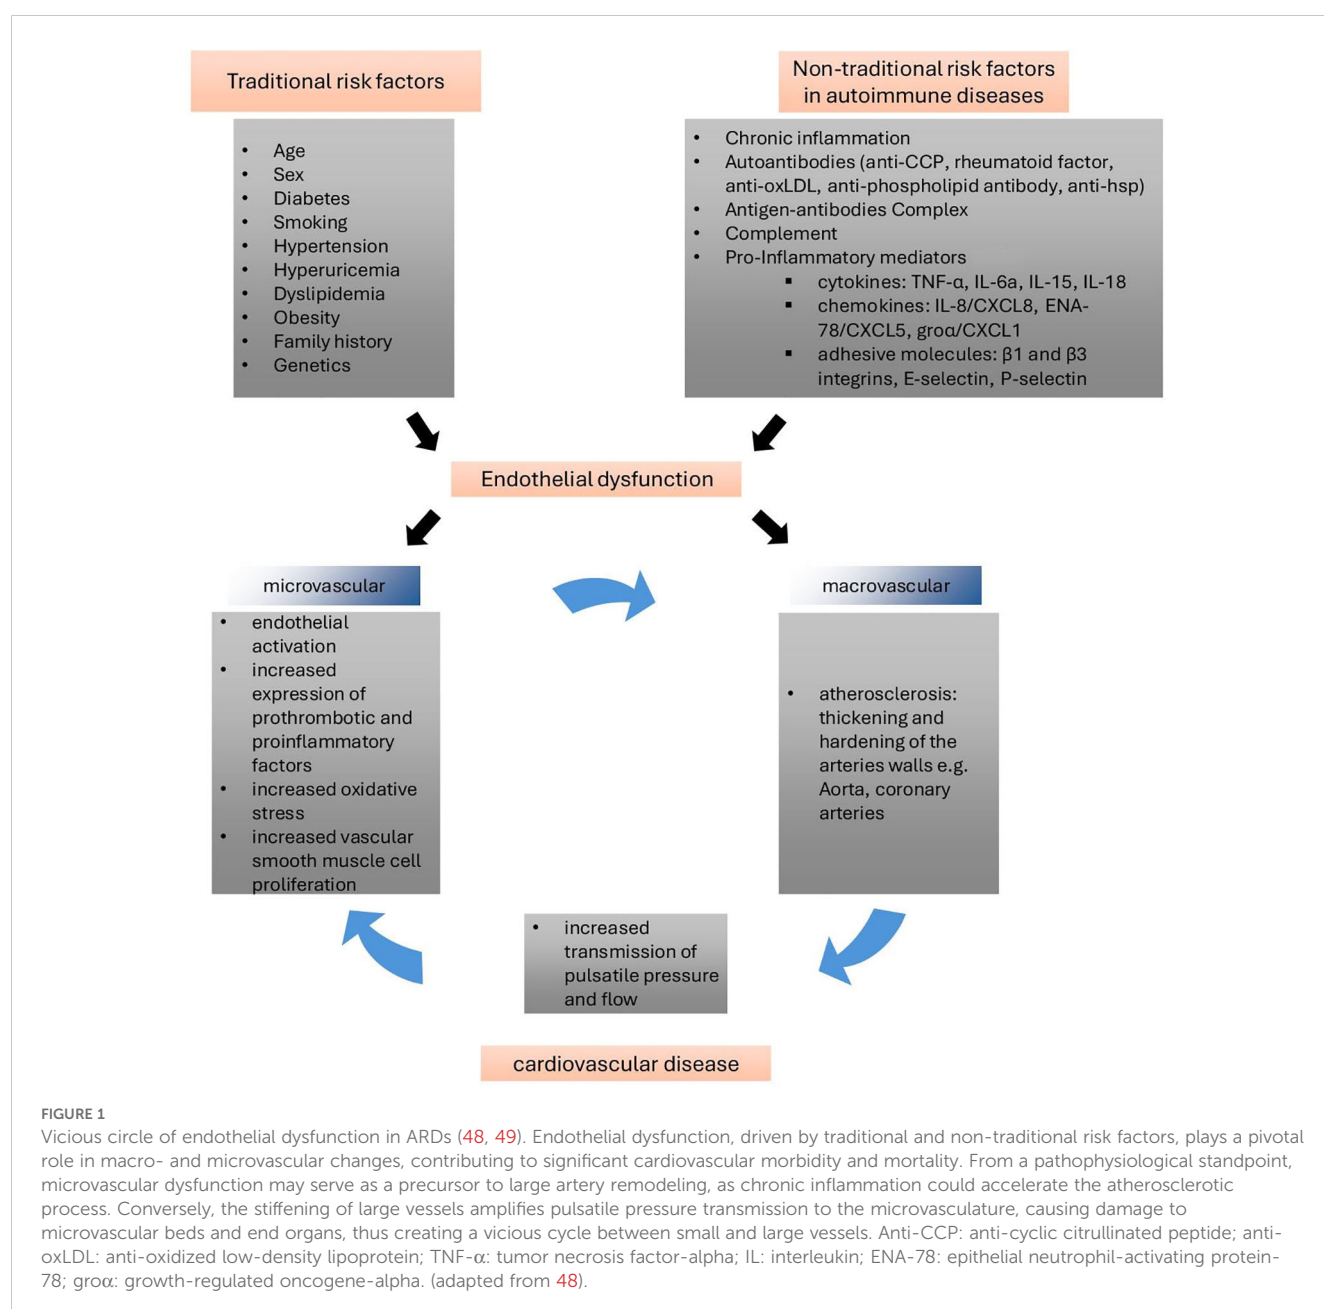 Traditional risk factors
• Age
• Sex
• Diabetes
• Smoking
• Hypertension
• Hyperuricemia
• Dyslipidemia
• Obesity
• Family history
• Genetics
Non-traditional risk factors
in autoimmune diseases
• Chronic inflammation
• Autoantibodies (anti-CCP, rheumatoid factor,
anti-oxLDL, anti-phospholipid antibody, anti-hsp)
• Antigen-antibodies Complex
• Complement
• Pro-Inflammatory mediators
▪ cytokines: TNF-α, IL-6a, IL-15, IL-18
▪ chemokines: IL-8/CXCL8, ENA-
78/CXCL5, groα/CXCL1
▪ adhesive molecules: β1 and β3
integrins, E-selectin, P-selectin
Endothelial dysfunction
microvascular
• endothelial
activation
• increased
expression of
prothrombotic and
proinflammatory
factors
• increased oxidative
stress
• increased vascular
smooth muscle cell
proliferation
macrovascular
• atherosclerosis:
thickening and
hardening of the
arteries walls e.g.
Aorta, coronary
arteries
• increased
transmission of
pulsatile pressure
and flow
cardiovascular disease
FIGURE 1
Vicious circle of endothelial dysfunction in ARDs (48, 49). Endothelial dysfunction, driven by traditional and non-traditional risk factors, plays a pivotal
role in macro- and microvascular changes, contributing to significant cardiovascular morbidity and mortality. From a pathophysiological standpoint,
microvascular dysfunction may serve as a precursor to large artery remodeling, as chronic inflammation could accelerate the atherosclerotic
process. Conversely, the stiffening of large vessels amplifies pulsatile pressure transmission to the microvasculature, causing damage to
microvascular beds and end organs, thus creating a vicious cycle between small and large vessels. Anti-CCP: anti-cyclic citrullinated peptide; anti-
oxLDL: anti-oxidized low-density lipoprotein; TNF-α: tumor necrosis factor-alpha; IL: interleukin; ENA-78: epithelial neutrophil-activating protein-
78; groα: growth-regulated oncogene-alpha. (adapted from 48).